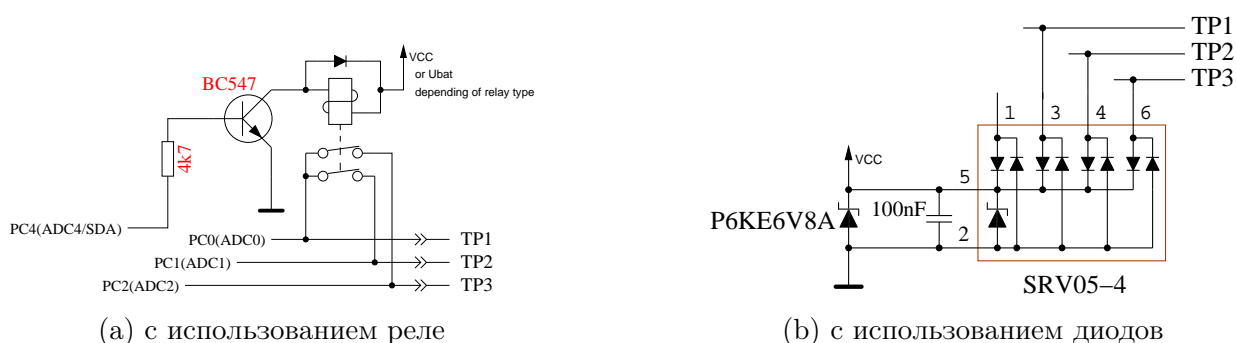 BC547
4k7
VCC
or Ubat
depending of relay type
PC4(ADC4/SDA)
PC0(ADC0)
TP1
PC1(ADC1)
TP2
PC2(ADC2)
TP3
(a) с использованием реле
TP1
TP2
TP3
1
3
4
6
VCC
5
P6KE6V8A
100nF
2
SRV05–4
(b) с использованием диодов